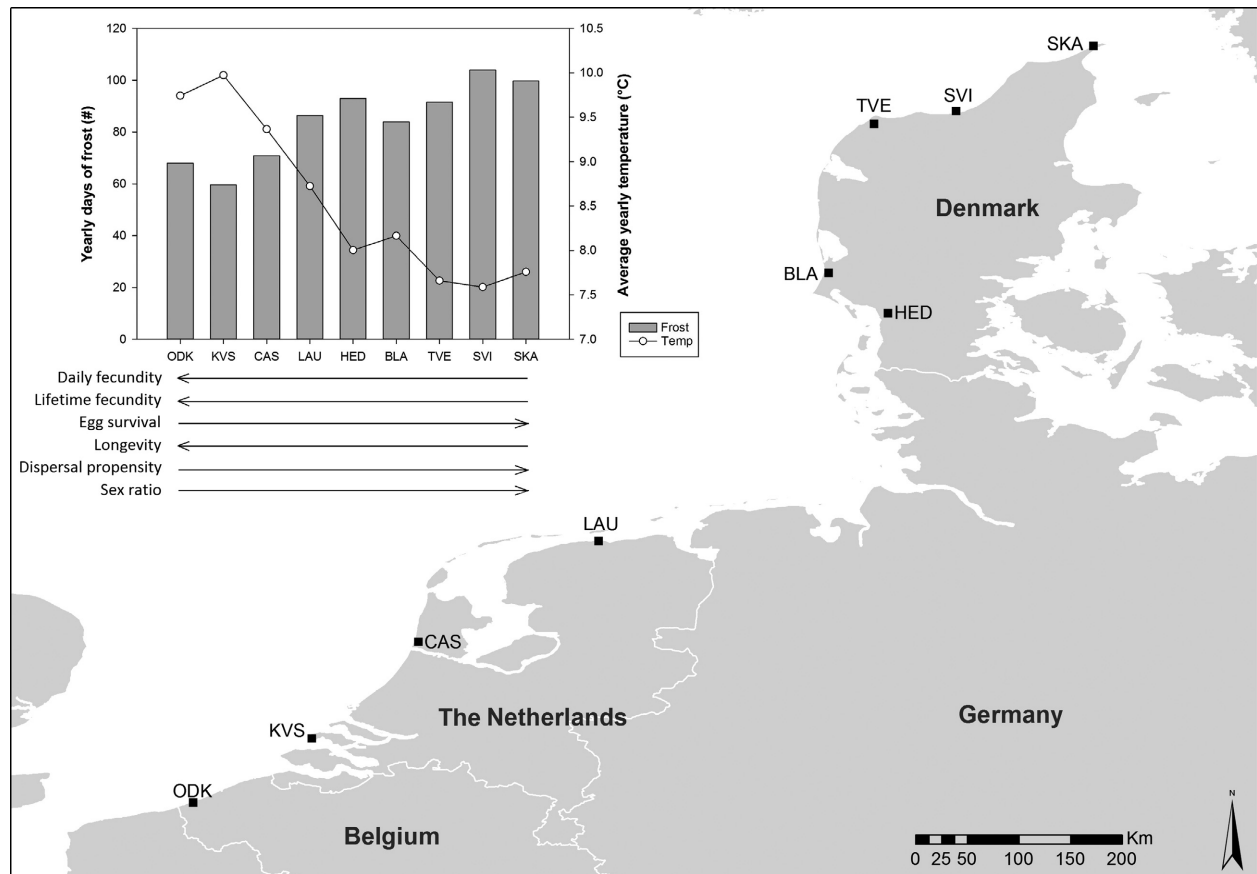 120
100
80
60
40
20
0
Yearly days of frost (#)
10.5
10.0
9.5
9.0
8.5
8.0
7.5
7.0
Average yearly temperature (°C)
ODK KVS CAS LAU HED BLA TVE SVI SKA
Frost
Temp
Daily fecundity
Lifetime fecundity
Egg survival
Longevity
Dispersal propensity
Sex ratio
SKA
SVI
TVE
Denmark
BLA
HED
LAU
CAS
The Netherlands
Germany
KVS
ODK
Belgium
N
Km
0 25 50 100 150 200